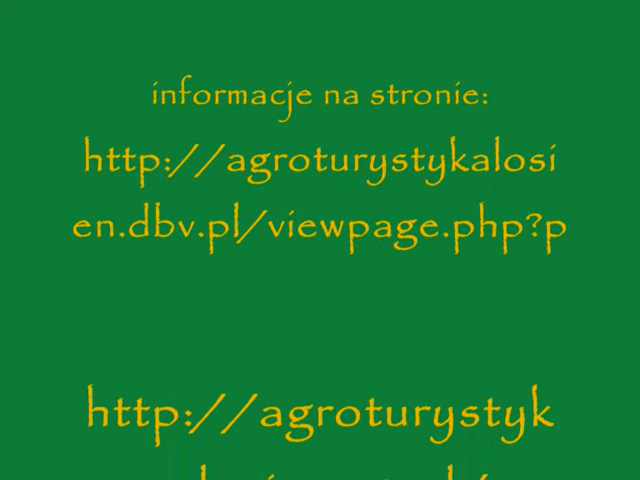 informacje na stronie:
http://agroturystykalosi
en.dbv.pl/viewpage.php?p
http://agroturystyk